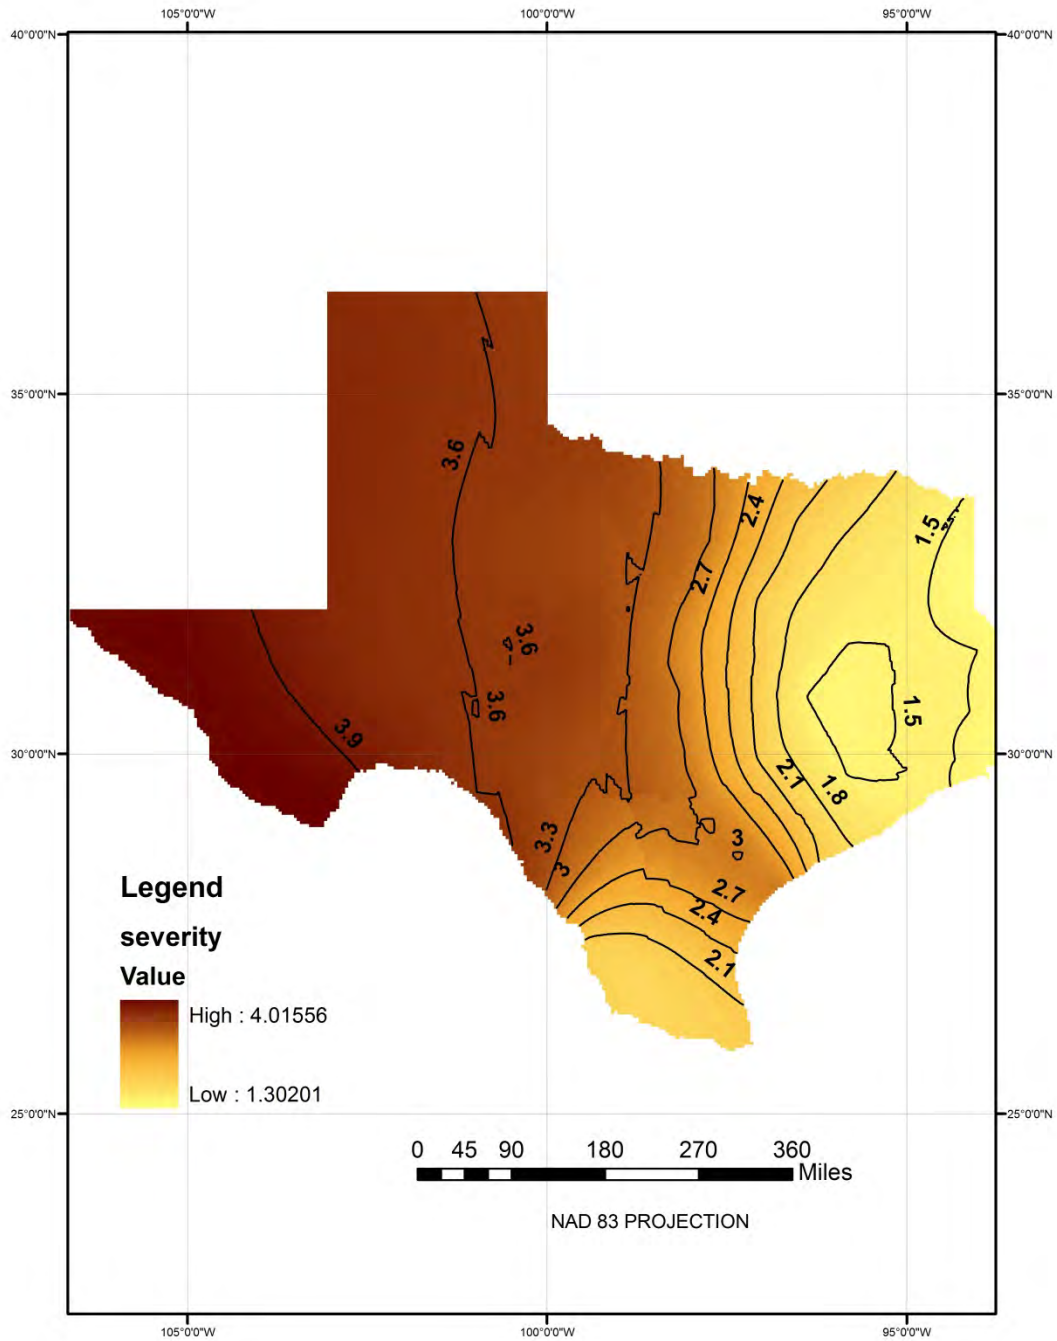 105°0'0"W 100°0'0"W 95°0'0"W
40°0'0"N 40°0'0"N
35°0'0"N 35°0'0"N
3.6
2.4
1.5
2.7
3.6
3.6
1.5
3.9
30°0'0"N 30°0'0"N
2.1
1.8
3.3
3
3
2.7
2.4
2.1
Legend
severity
Value
High : 4.01556
Low : 1.30201
25°0'0"N 25°0'0"N
0 45 90 180 270 360
Miles
NAD 83 PROJECTION
105°0'0"W 100°0'0"W 95°0'0"W